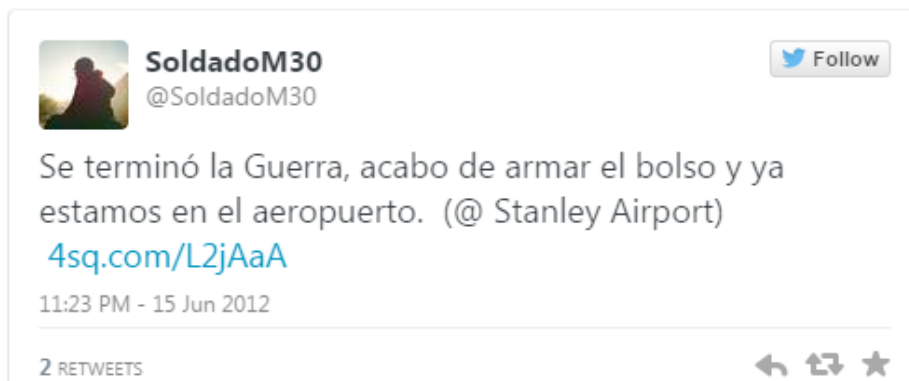 SoldadoM30
Follow
@SoldadoM30
Se terminó la Guerra, acabo de armar el bolso y ya
estamos en el aeropuerto. (@ Stanley Airport)
4sq.com/L2jAaA
11:23 PM - 15 Jun 2012
2 RETWEETS